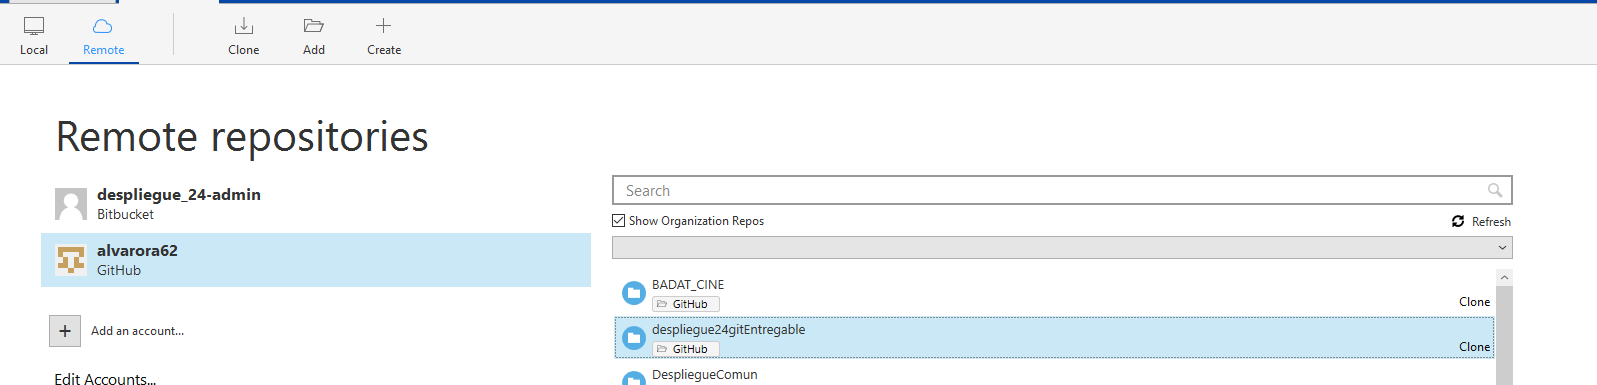 Local
Remote
Clone
Add
Create
Remote repositories
despliegue_24-admin
Bitbucket
alvarora62
GitHub
Add an account...
Edit Accounts...
Search
Show Organization Repos
Refresh
BADAT_CINE
GitHub
Clone
despliegue24gitEntregable
GitHub
Clone
DespliegueComun